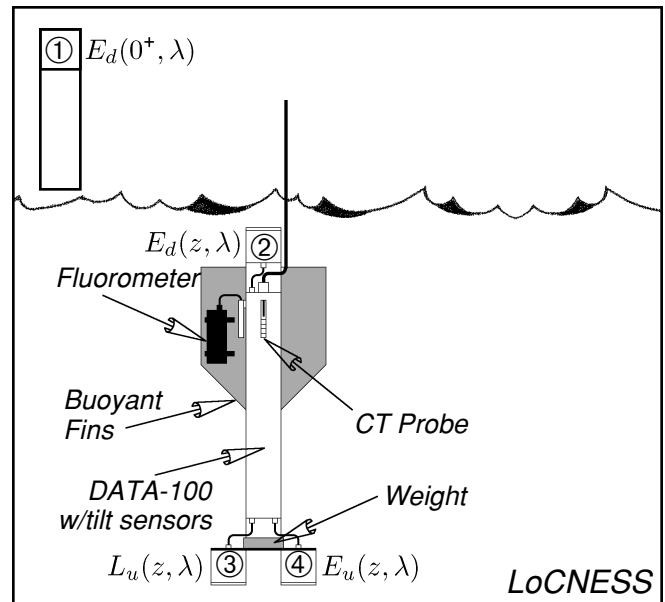 ① E_d(0⁺, λ)
E_d(z, λ) ②
Fluorometer
Buoyant
Fins
CT Probe
DATA-100
w/tilt sensors
Weight
L_u(z, λ) ③ ④ E_u(z, λ)
LoCNESS